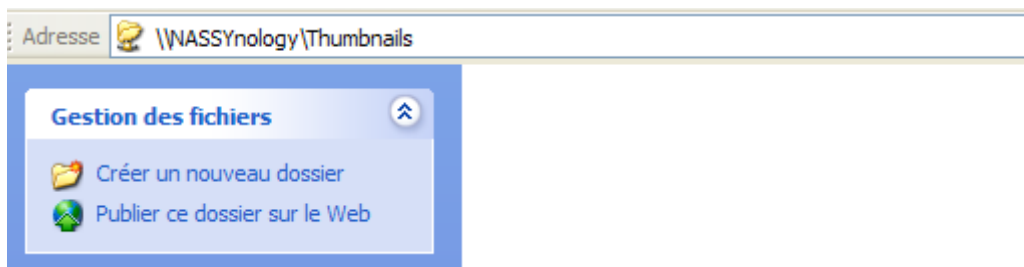 Adresse \\NASSYnology\Thumbnails
Gestion des fichiers
Créer un nouveau dossier
Publier ce dossier sur le Web